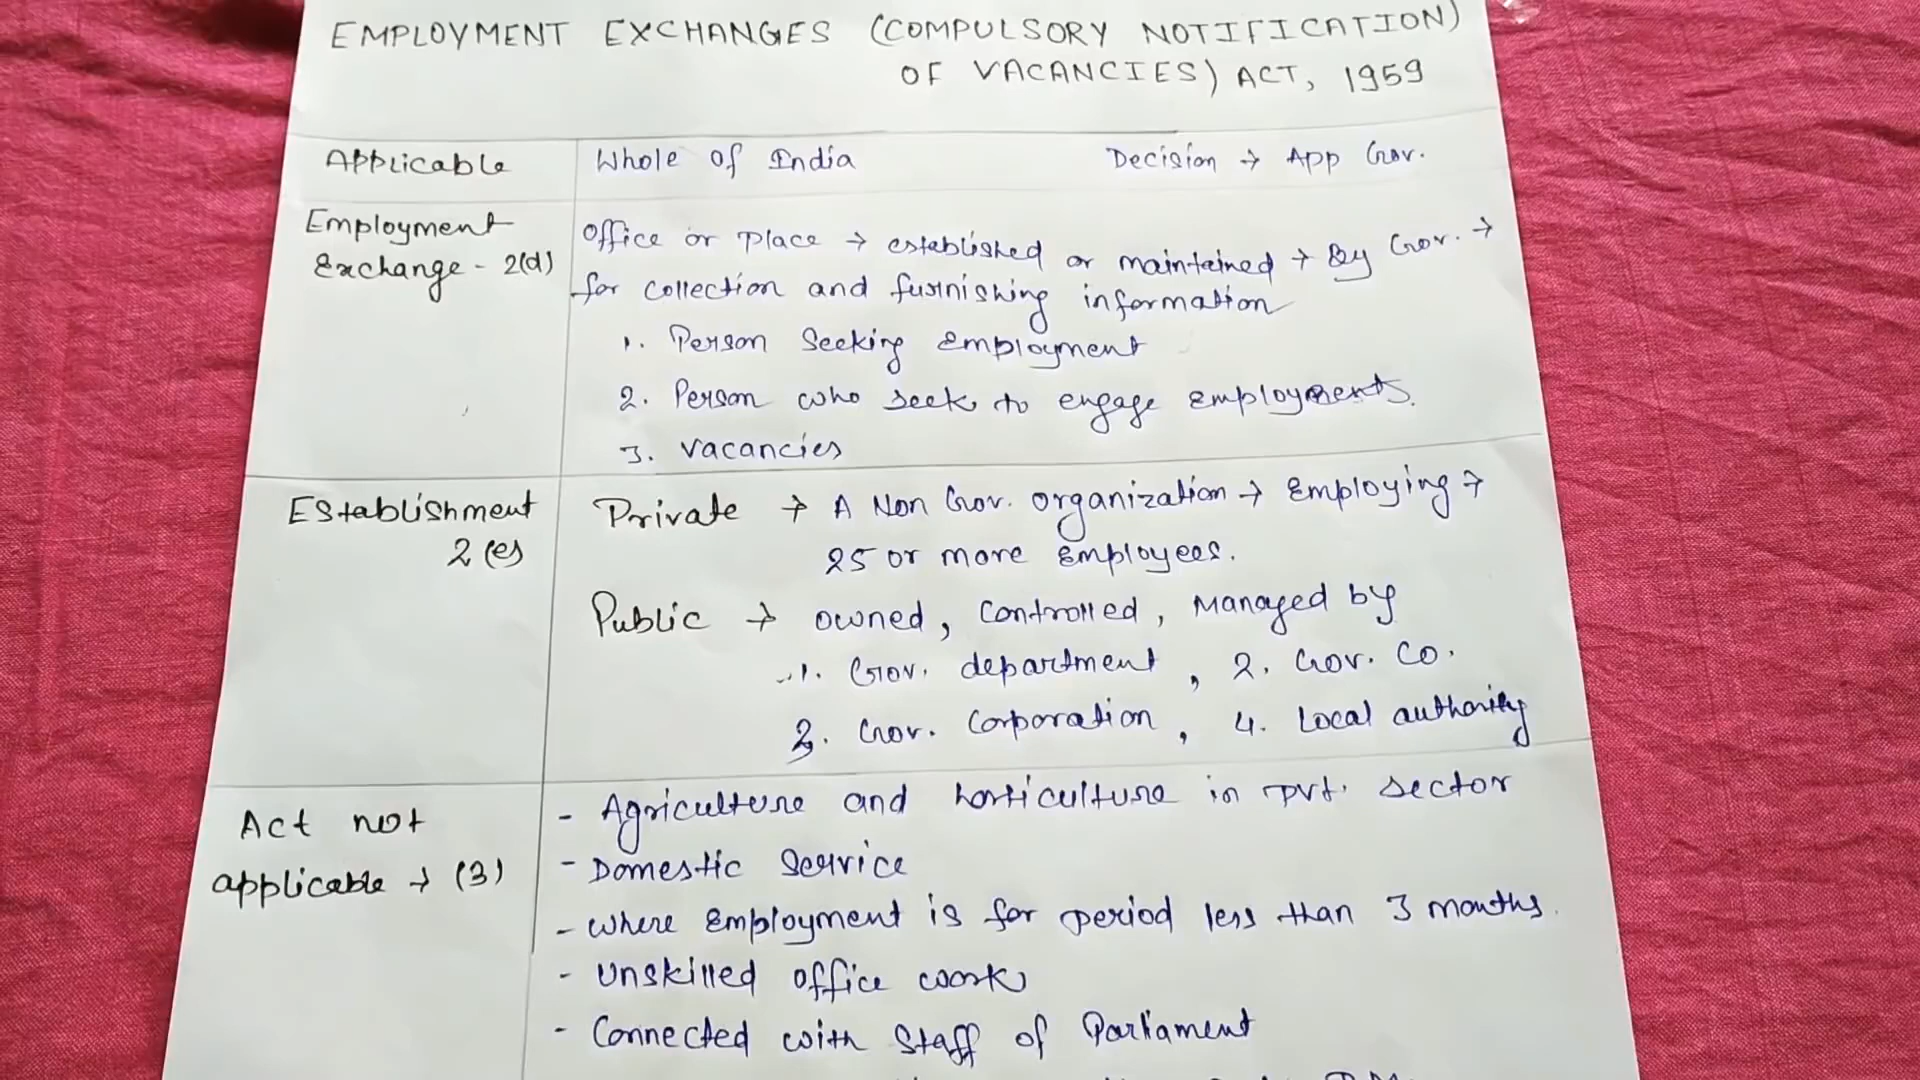 EMPLOYMENT EXCHANGES (COMPULSORY NOTIFICATION)
OF VACANCIES) ACT, 1959
Applicable
Whole of India
Decision → App Gov.
Employment
Exchange - 2(d)
Office or place → established or maintained → By Gov. →
for collection and furnishing information
1. Person seeking employment
2. Person who seek to engage employments.
3. Vacancies
Establishment
2(e)
Private → A Non Gov. organization → Employing →
25 or more employees.
Public → owned, controlled, managed by
1. Gov. department, 2. Gov. Co.
3. Gov. Corporation, 4. Local authority
Act not
applicable → (3)
- Agriculture and horticulture in pvt. sector
- Domestic Service
- Where employment is for period less than 3 months.
- Unskilled office work
- Connected with staff of Parliament